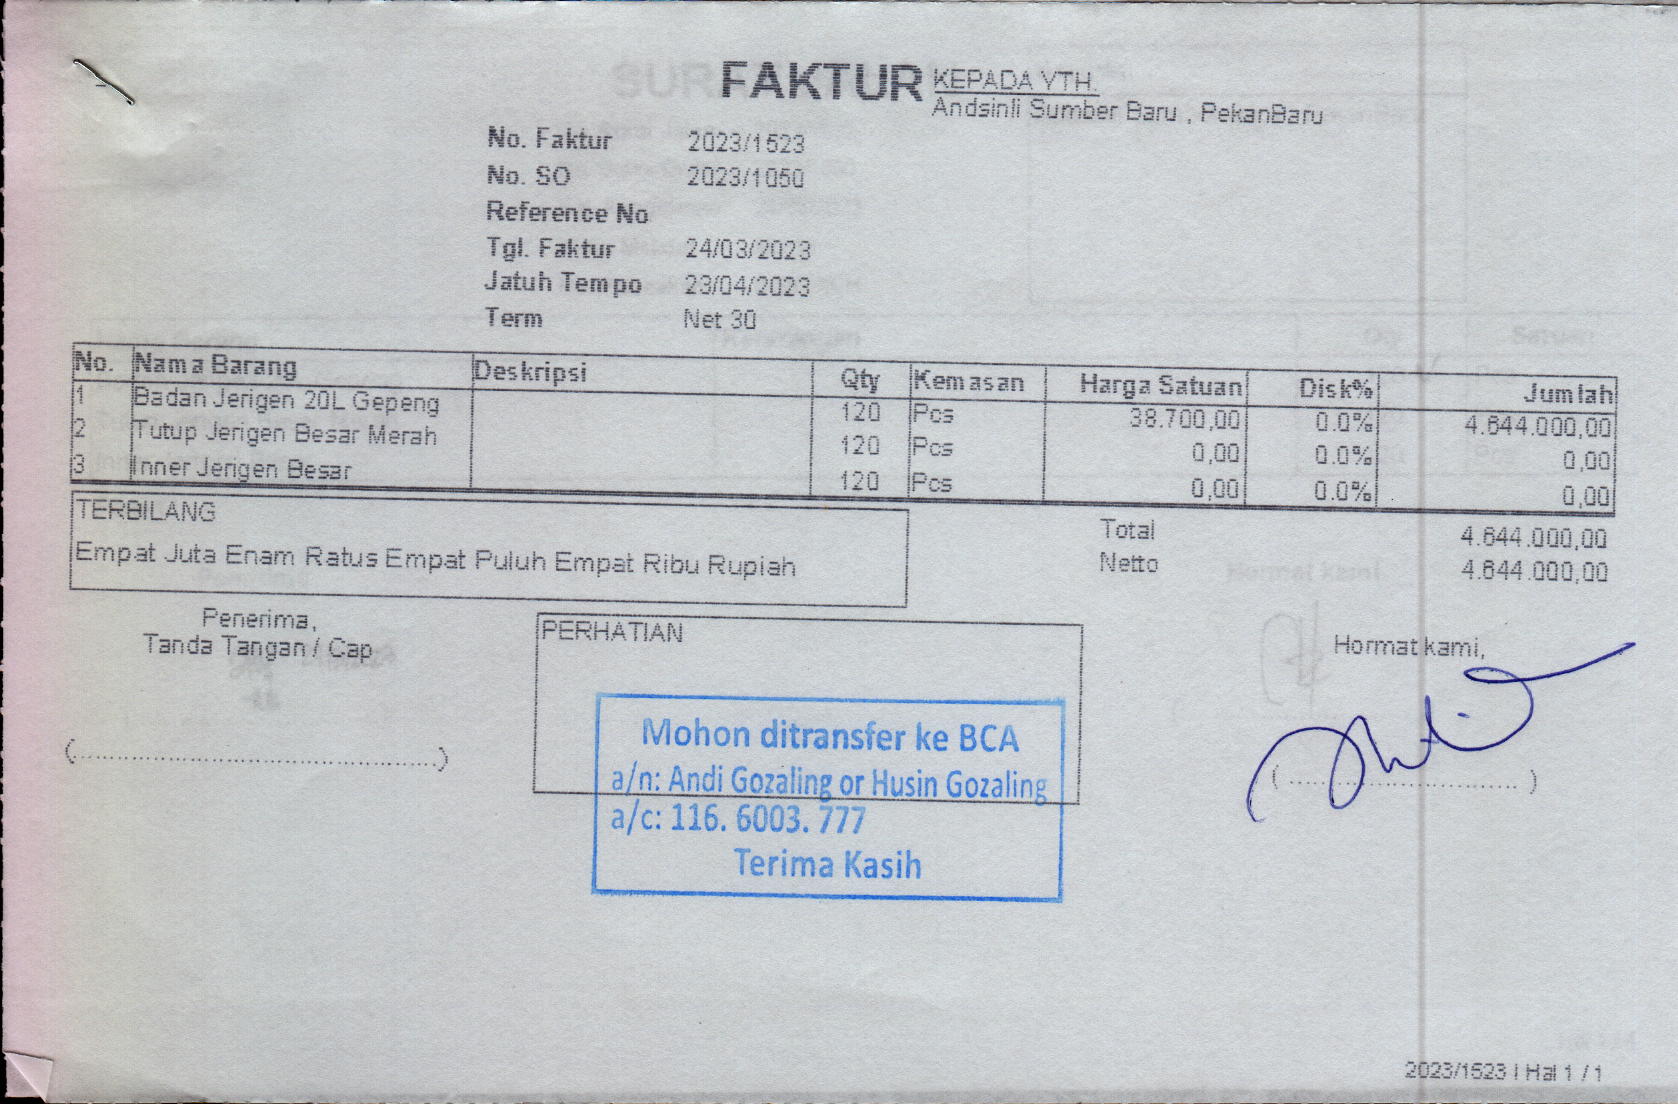 FAKTUR
KEPADA YTH.
Andsinli Sumber Baru , PekanBaru
No. Faktur 2023/1523
No. SO 2023/1050
Reference No
Tgl. Faktur 24/03/2023
Jatuh Tempo 23/04/2023
Term Net 30
No. Nama Barang Deskripsi Qty Kemasan Harga Satuan Disk% Jumlah
1 Badan Jerigen 20L Gepeng 120 Pcs 38.700,00 0.0% 4.644.000,00
2 Tutup Jerigen Besar Merah 120 Pcs 0,00 0.0% 0,00
3 Inner Jerigen Besar 120 Pcs 0,00 0.0% 0,00
TERBILANG
Empat Juta Enam Ratus Empat Puluh Empat Ribu Rupiah
Total 4.644.000,00
Netto 4.644.000,00
Penerima,
Tanda Tangan / Cap
(..............................................)
PERHATIAN
Mohon ditransfer ke BCA
a/n: Andi Gozaling or Husin Gozaling
a/c: 116. 6003. 777
Terima Kasih
Hormat kami,
(..............................)
2023/1523 | Hal 1 / 1